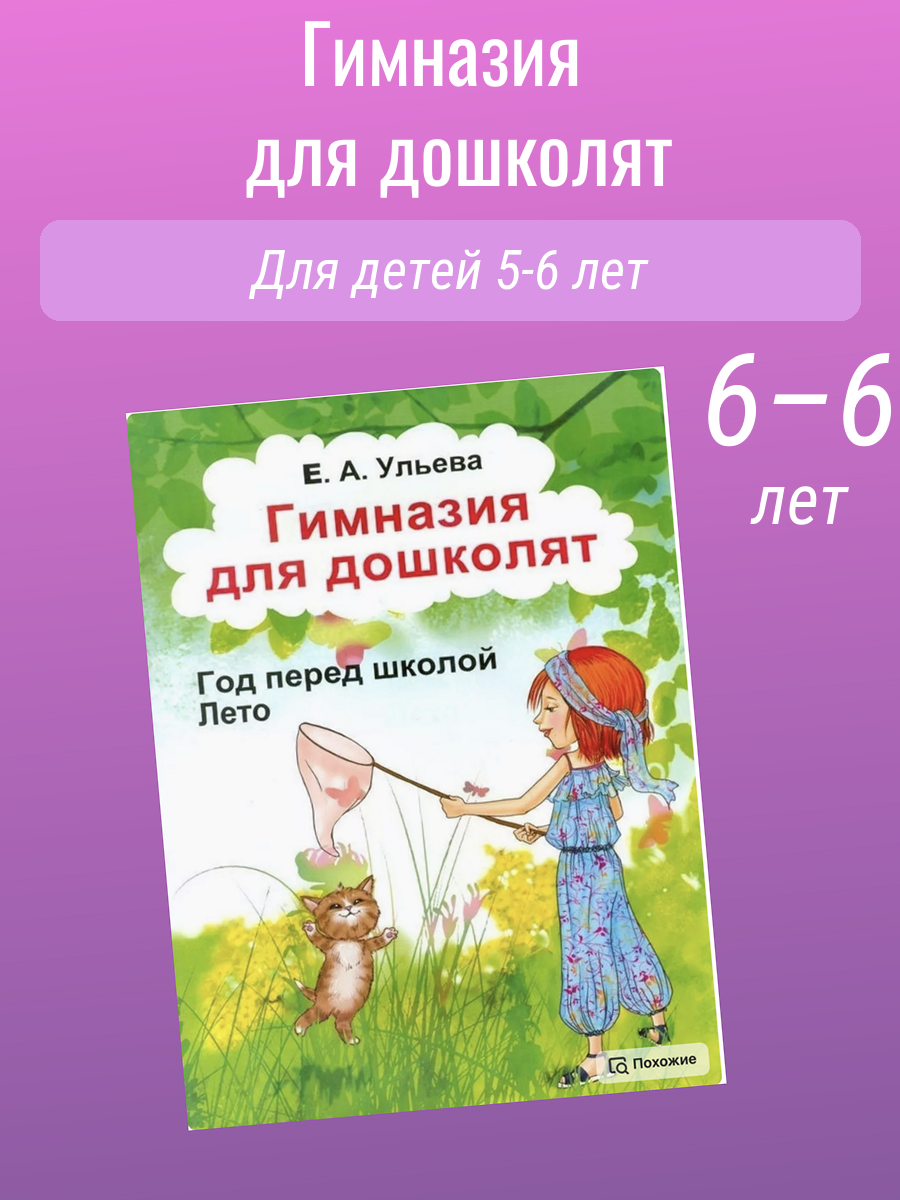 Гимназия
для дошколят
Для детей 5-6 лет
6–6
лет
Е. А. Ульева
Гимназия
для дошколят
Год перед школой
Лето
Похожие